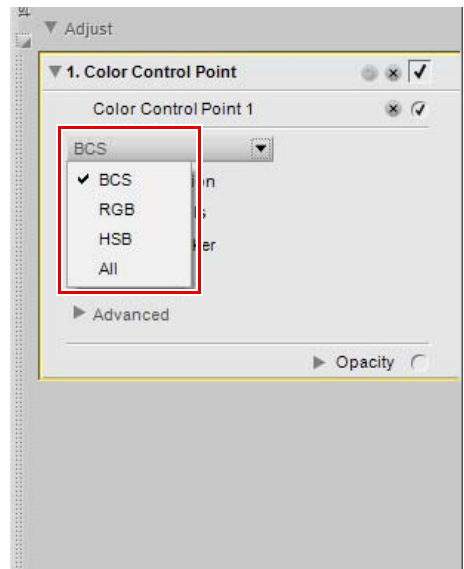 Adjust
1. Color Control Point
Color Control Point 1
BCS
BCS
RGB
HSB
All
Advanced
Opacity